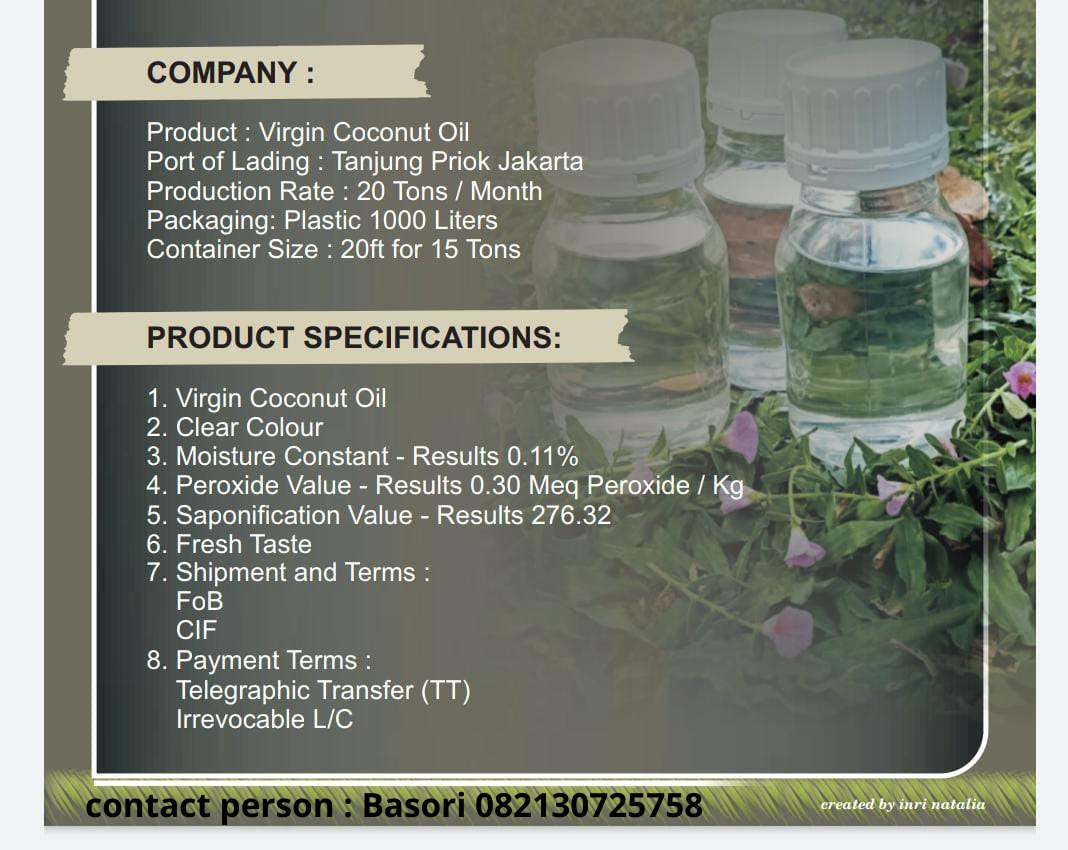 COMPANY :
Product : Virgin Coconut Oil
Port of Lading : Tanjung Priok Jakarta
Production Rate : 20 Tons / Month
Packaging: Plastic 1000 Liters
Container Size : 20ft for 15 Tons
PRODUCT SPECIFICATIONS:
1. Virgin Coconut Oil
2. Clear Colour
3. Moisture Constant - Results 0.11%
4. Peroxide Value - Results 0.30 Meq Peroxide / Kg
5. Saponification Value - Results 276.32
6. Fresh Taste
7. Shipment and Terms :
FoB
CIF
8. Payment Terms :
Telegraphic Transfer (TT)
Irrevocable L/C
contact person : Basori 082130725758
created by inri natalia